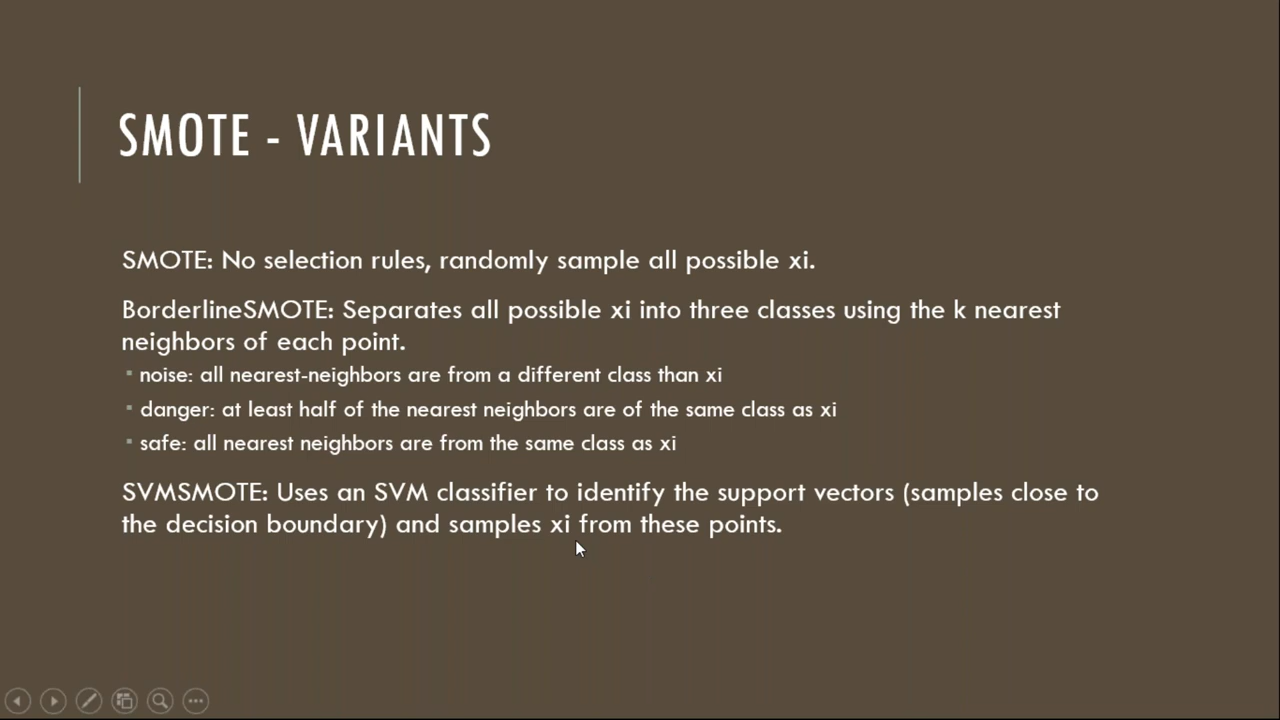 SMOTE - VARIANTS
SMOTE: No selection rules, randomly sample all possible xi.
BorderlineSMOTE: Separates all possible xi into three classes using the k nearest
neighbors of each point.
noise: all nearest-neighbors are from a different class than xi
danger: at least half of the nearest neighbors are of the same class as xi
safe: all nearest neighbors are from the same class as xi
SVMSMOTE: Uses an SVM classifier to identify the support vectors (samples close to
the decision boundary) and samples xi from these points.